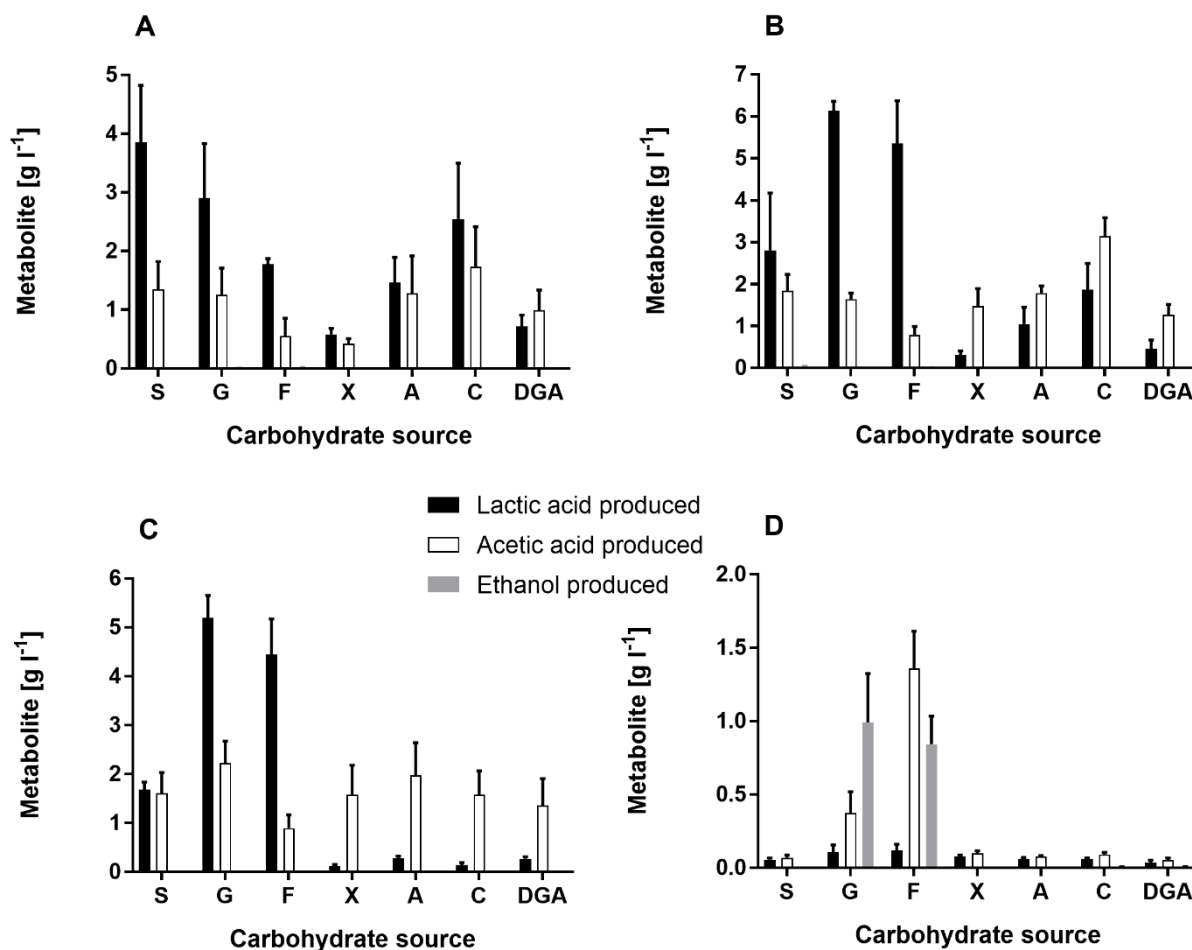 A
Metabolite [g l-1]
5
4
3
2
1
0
S G F X A C DGA
Carbohydrate source
B
Metabolite [g l-1]
7
6
5
4
3
2
1
0
S G F X A C DGA
Carbohydrate source
Lactic acid produced
Acetic acid produced
Ethanol produced
C
Metabolite [g l-1]
6
5
4
3
2
1
0
S G F X A C DGA
Carbohydrate source
D
Metabolite [g l-1]
2.0
1.5
1.0
0.5
0.0
S G F X A C DGA
Carbohydrate source